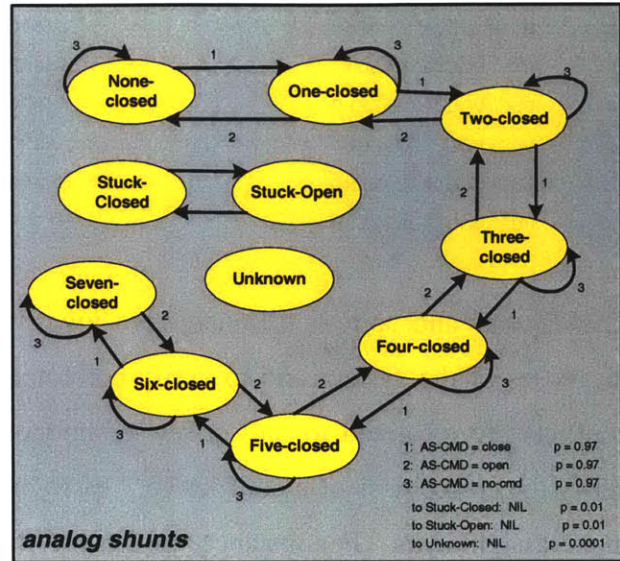 3
1
3
None-
closed
One-closed
1
3
Two-closed
2
2
Stuck-
Closed
Stuck-Open
2
1
Three-
closed
3
Unknown
Seven-
closed
2
1
2
3
1
Four-closed
Six-closed
2
2
3
3
1
1
Five-closed
3
1: AS-CMD = close p = 0.97
2: AS-CMD = open p = 0.97
3: AS-CMD = no-cmd p = 0.97
to Stuck-Closed: NIL p = 0.01
to Stuck-Open: NIL p = 0.01
to Unknown: NIL p = 0.0001
analog shunts